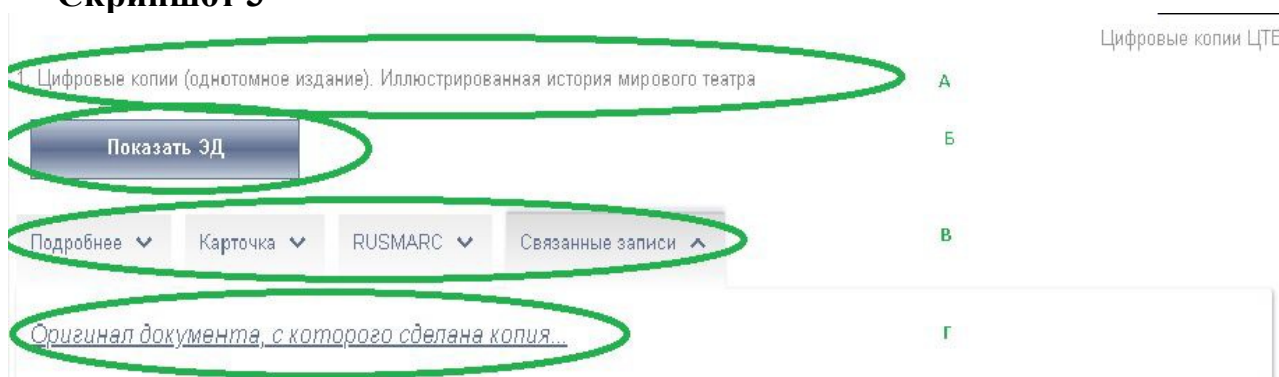 Скриншот 3
Цифровые копии ЦТБ
1. Цифровые копии (однотомное издание). Иллюстрированная история мирового театра
А
Показать ЭД
Б
Подробнее Карточка RUSMARC Связанные записи
В
Оригинал документа, с которого сделана копия...
Г